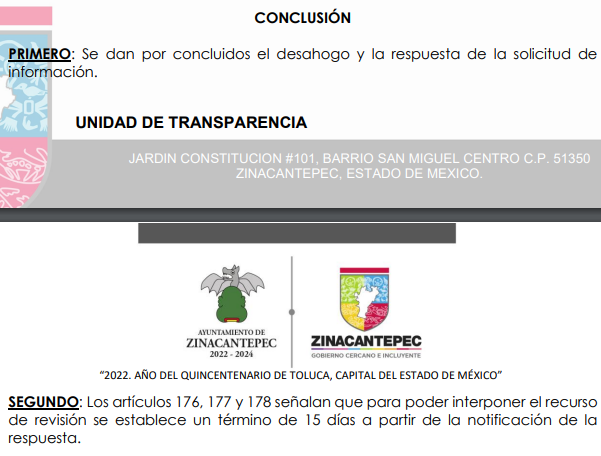 CONCLUSIÓN
PRIMERO: Se dan por concluidos el desahogo y la respuesta de la solicitud de
información.
UNIDAD DE TRANSPARENCIA
JARDIN CONSTITUCION #101, BARRIO SAN MIGUEL CENTRO C.P. 51350
ZINACANTEPEC, ESTADO DE MEXICO.
AYUNTAMIENTO DE
ZINACANTEPEC
2022 - 2024
ZINACANTEPEC
GOBIERNO CERCANO E INCLUYENTE
“2022. AÑO DEL QUINCENTENARIO DE TOLUCA, CAPITAL DEL ESTADO DE MÉXICO”
SEGUNDO: Los artículos 176, 177 y 178 señalan que para poder interponer el recurso
de revisión se establece un término de 15 días a partir de la notificación de la
respuesta.